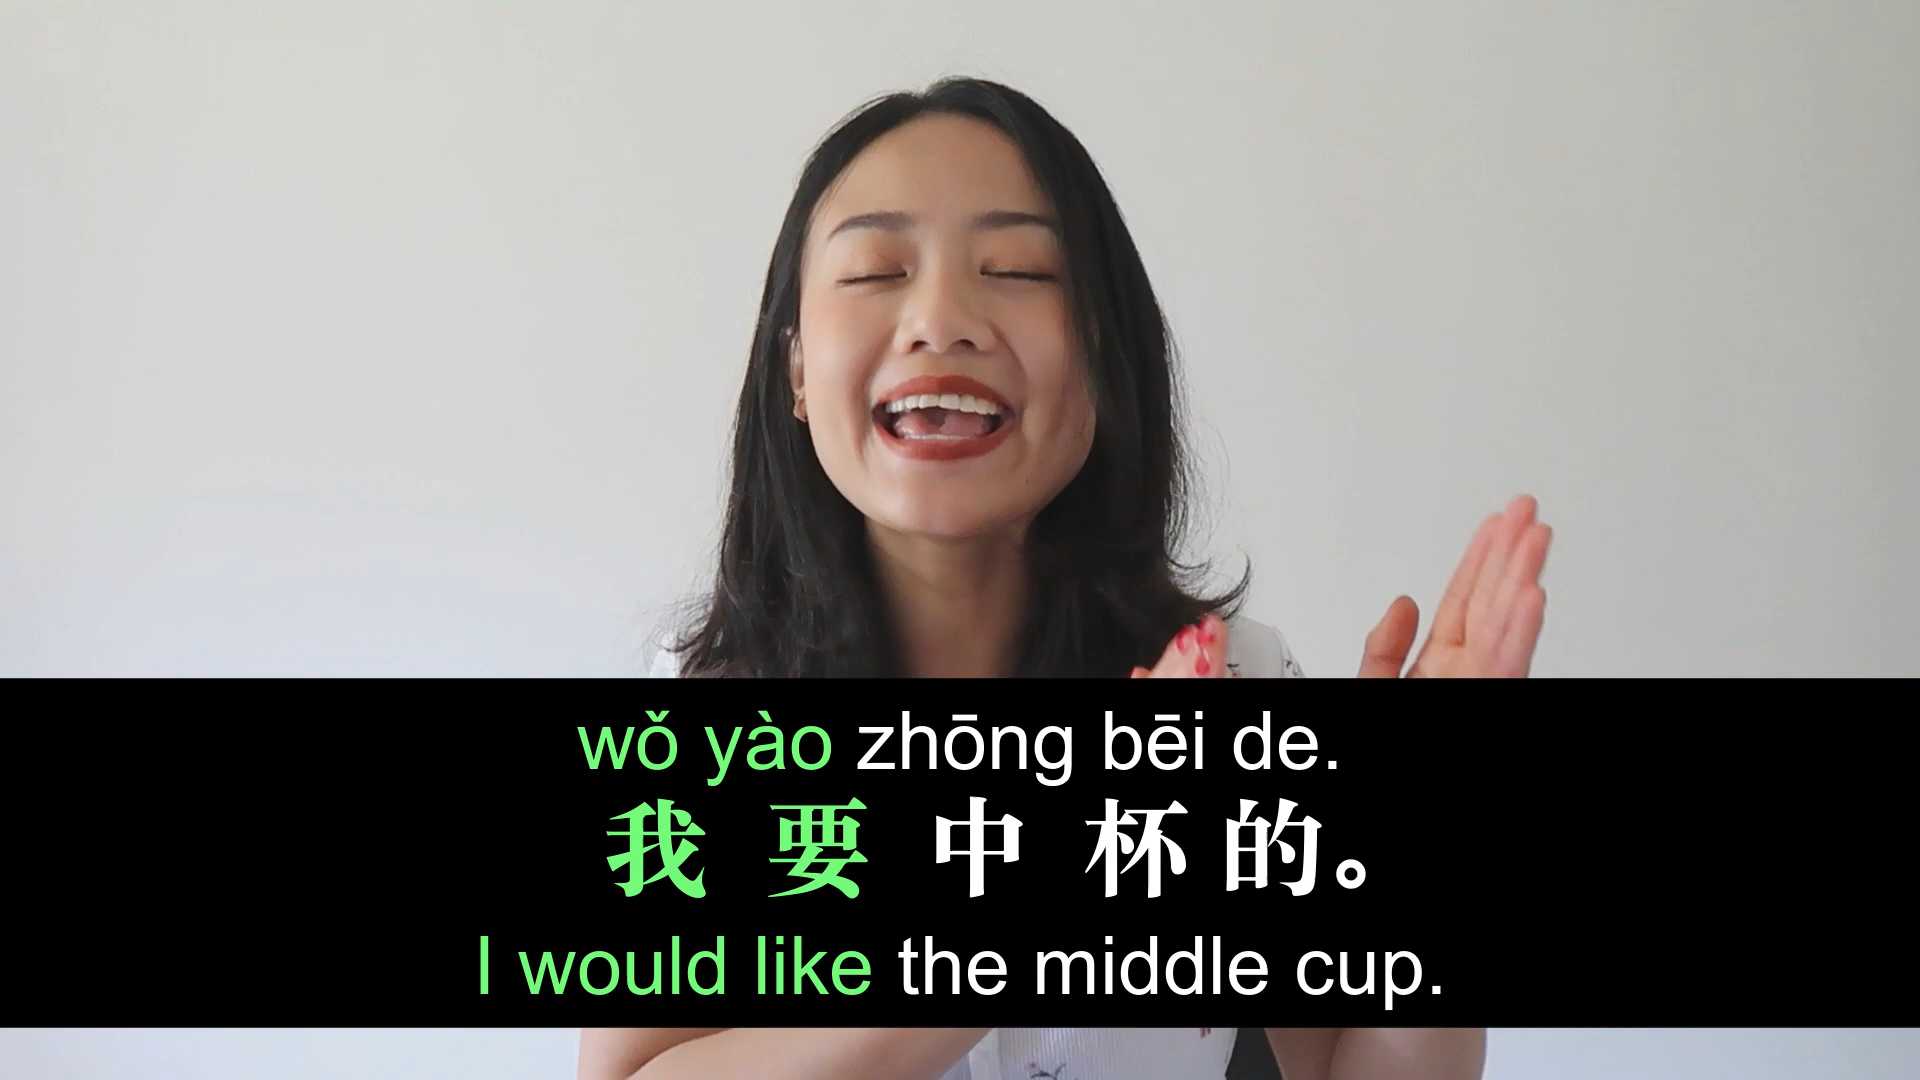 wǒ yào zhōng bēi de.
我 要 中 杯 的。
I would like the middle cup.